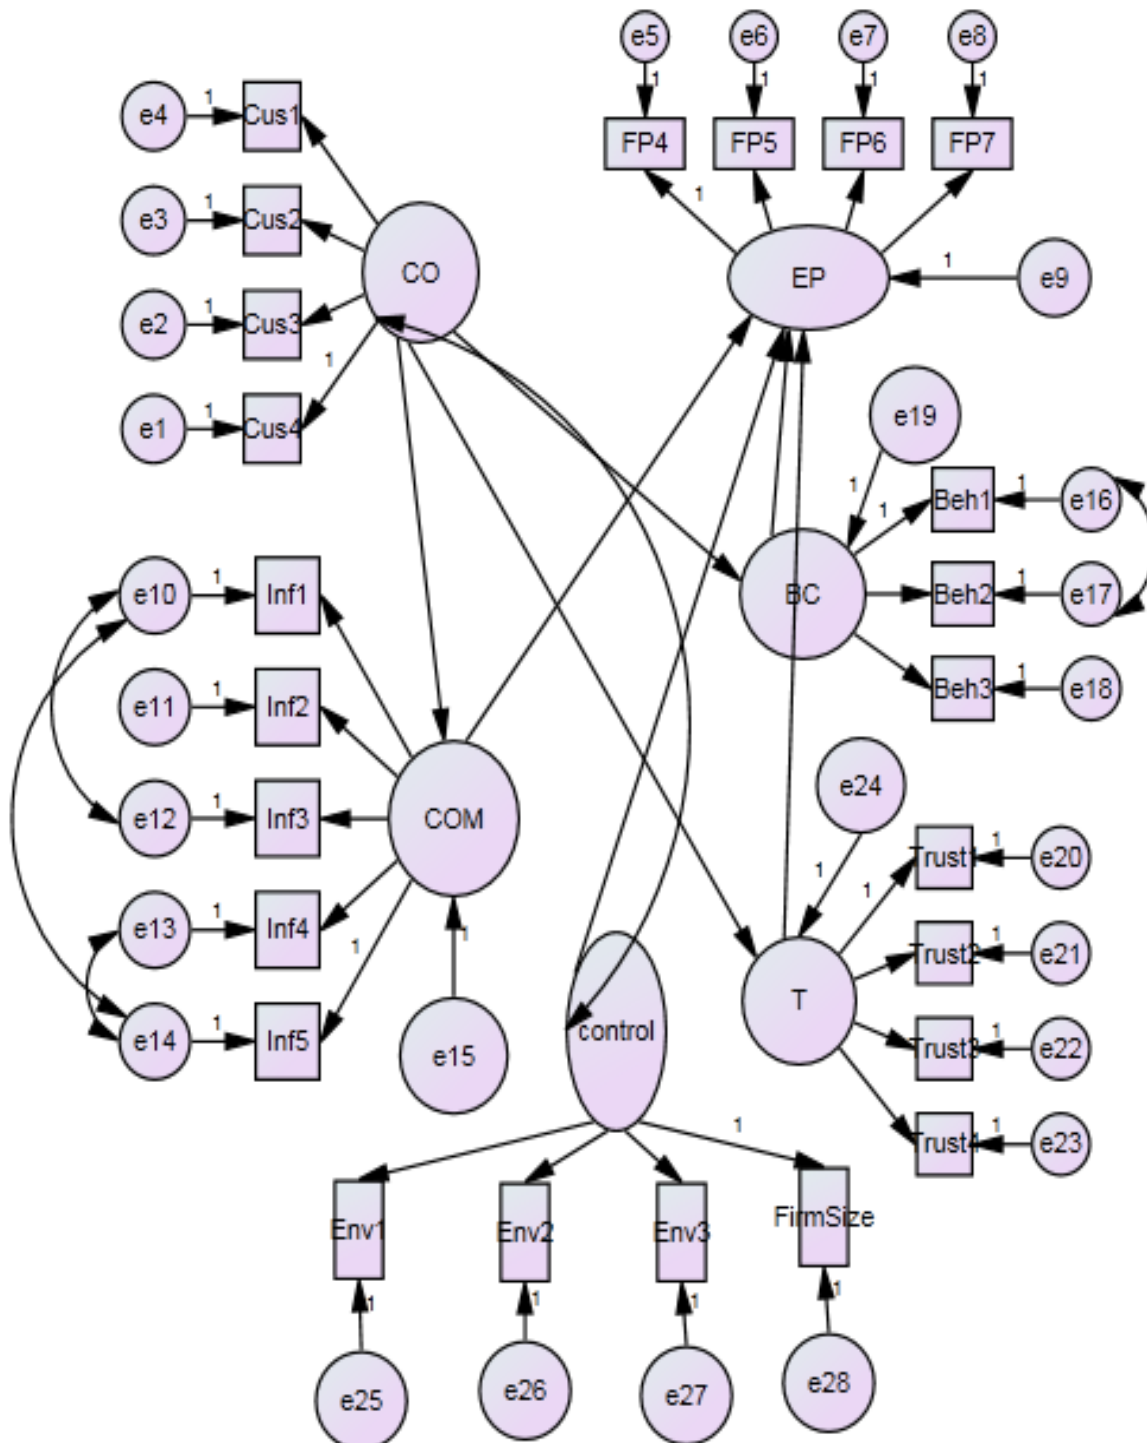 e5 e6 e7 e8
1 1 1 1
e4 1 Cus1
FP4 FP5 FP6 FP7
1
e3 1 Cus2
CO
EP 1 e9
e2 1 Cus3
1
e1 1 Cus4
e19
1 1 Beh1 1 e16
e10 1 Inf1
BC Beh2 1 e17
Beh3 1 e18
e11 1 Inf2
e24
1
e12 1 Inf3
COM
1 Trust1 1 e20
e13 1 Inf4
1 1
Trust2 1 e21
T
e14 1 Inf5
e15
control
Trust3 1 e22
1
Trust4 1 e23
Env1 Env2 Env3 FirmSize
1 1 1 1
e25 e26 e27 e28